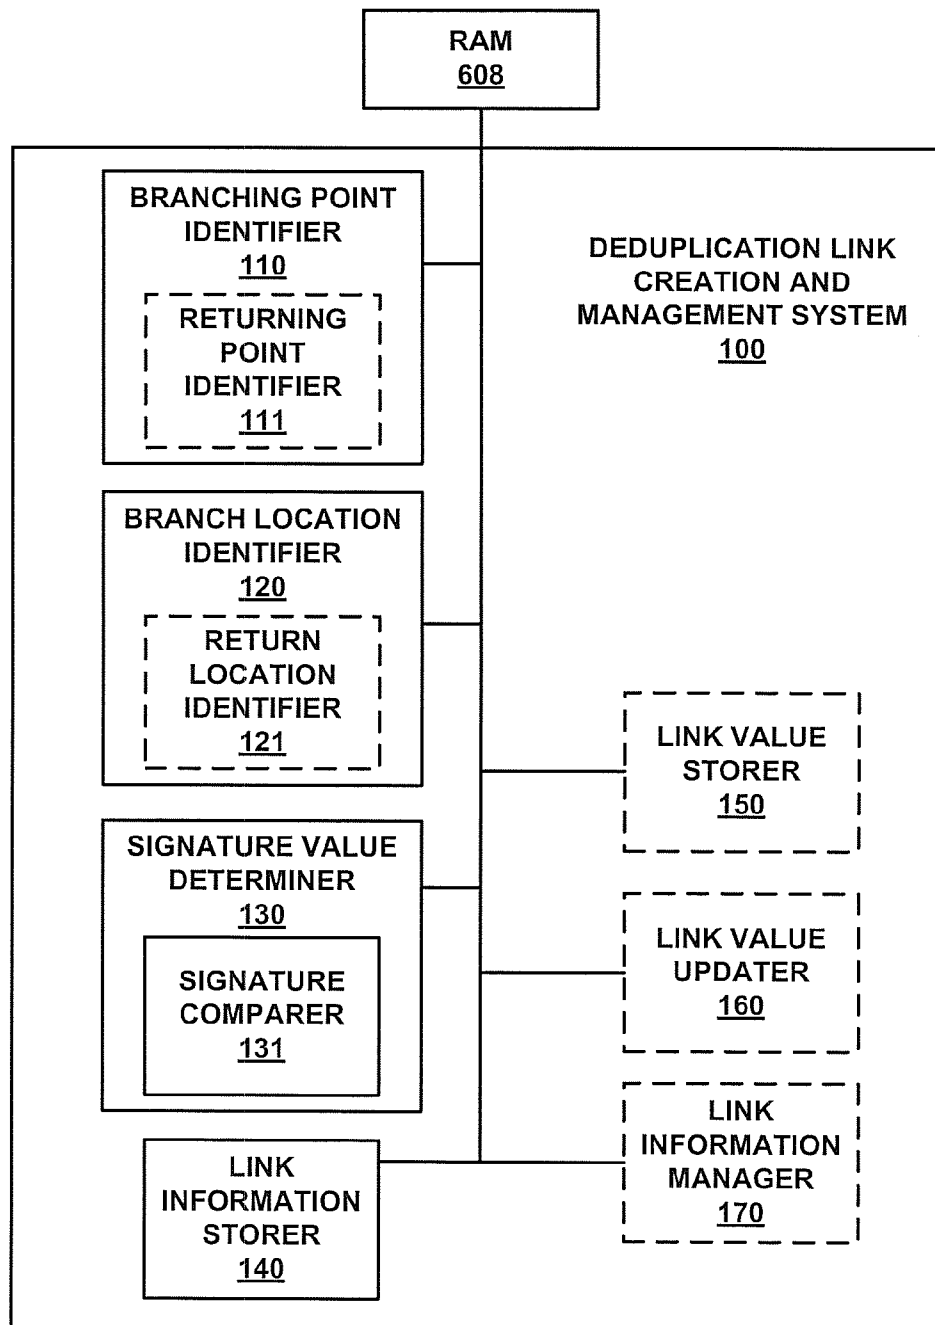 RAM
608
BRANCHING POINT
IDENTIFIER
110
RETURNING
POINT
IDENTIFIER
111
DEDUPLICATION LINK
CREATION AND
MANAGEMENT SYSTEM
100
BRANCH LOCATION
IDENTIFIER
120
RETURN
LOCATION
IDENTIFIER
121
LINK VALUE
STORER
150
SIGNATURE VALUE
DETERMINER
130
SIGNATURE
COMPARER
131
LINK VALUE
UPDATER
160
LINK
INFORMATION
STORER
140
LINK
INFORMATION
MANAGER
170